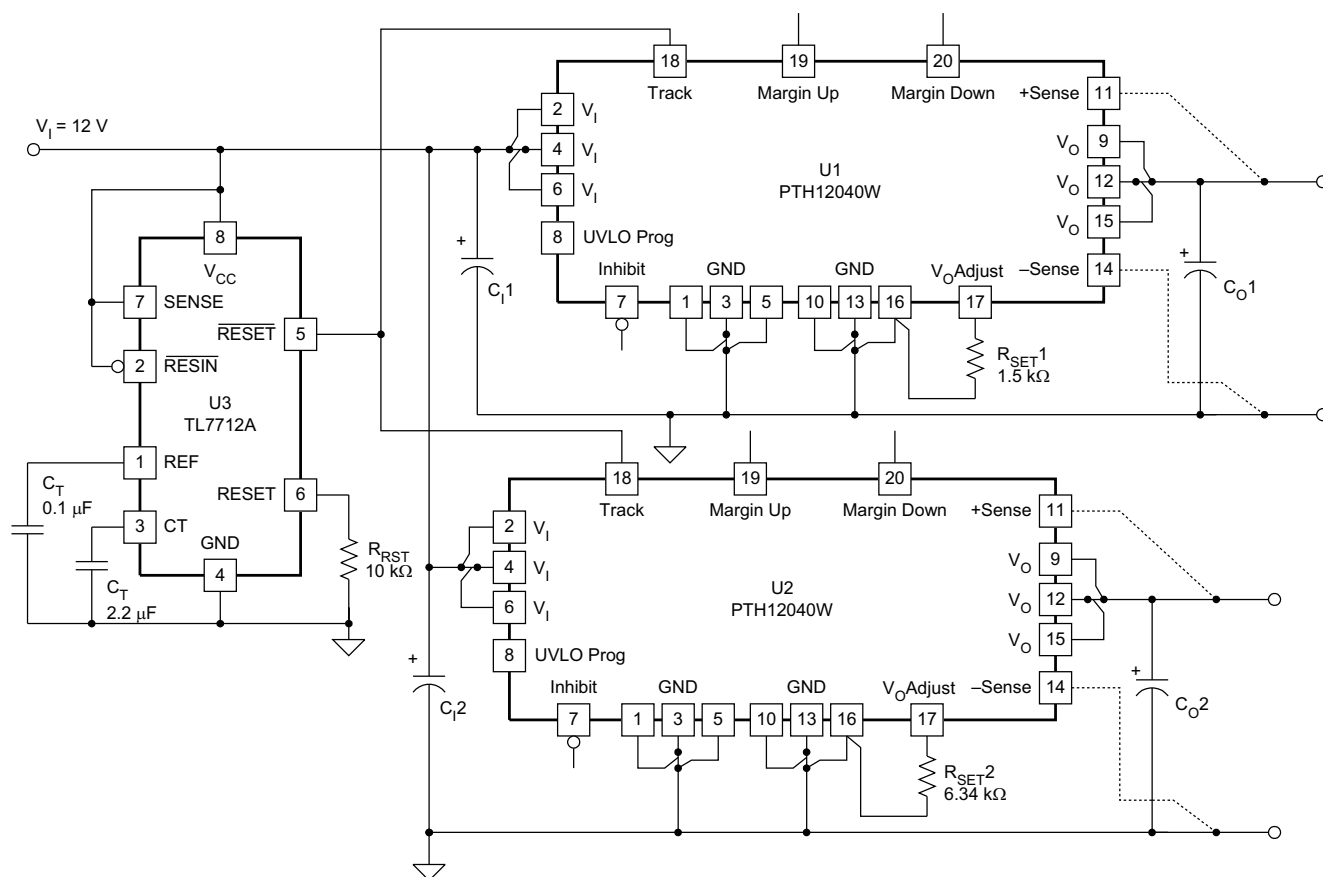 18
19
20
Track
Margin Up
Margin Down
+Sense
11
V_I = 12 V
2
V_I
4
V_I
6
V_I
8
UVLO Prog
U1
PTH12040W
V_O
9
V_O
12
V_O
15
–Sense
14
Inhibit
7
GND
1
3
5
GND
10
13
16
V_OAdjust
17
R_SET1
1.5 kΩ
+
C_I1
+
C_O1
8
V_CC
7
SENSE
2
RESIN
RESET
5
U3
TL7712A
1
REF
RESET
6
3
CT
GND
4
C_T
0.1 μF
C_T
2.2 μF
R_RST
10 kΩ
18
19
20
Track
Margin Up
Margin Down
+Sense
11
2
V_I
4
V_I
6
V_I
8
UVLO Prog
U2
PTH12040W
V_O
9
V_O
12
V_O
15
–Sense
14
Inhibit
7
GND
1
3
5
GND
10
13
16
V_OAdjust
17
R_SET2
6.34 kΩ
+
C_I2
+
C_O2